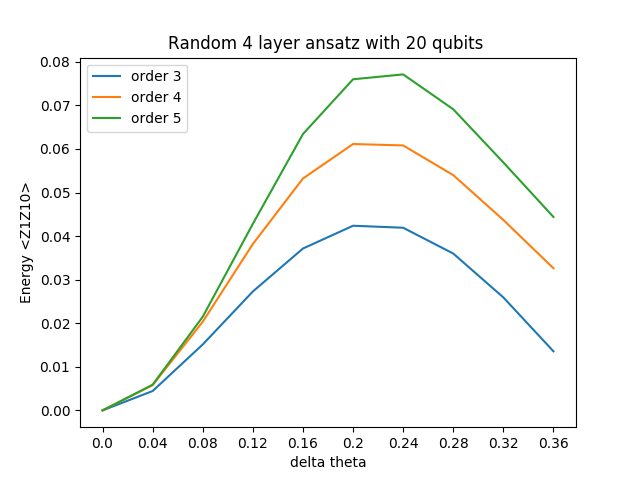 Random 4 layer ansatz with 20 qubits
order 3
order 4
order 5
Energy <Z1Z10>
0.08
0.07
0.06
0.05
0.04
0.03
0.02
0.01
0.00
0.0 0.04 0.08 0.12 0.16 0.2 0.24 0.28 0.32 0.36
delta theta